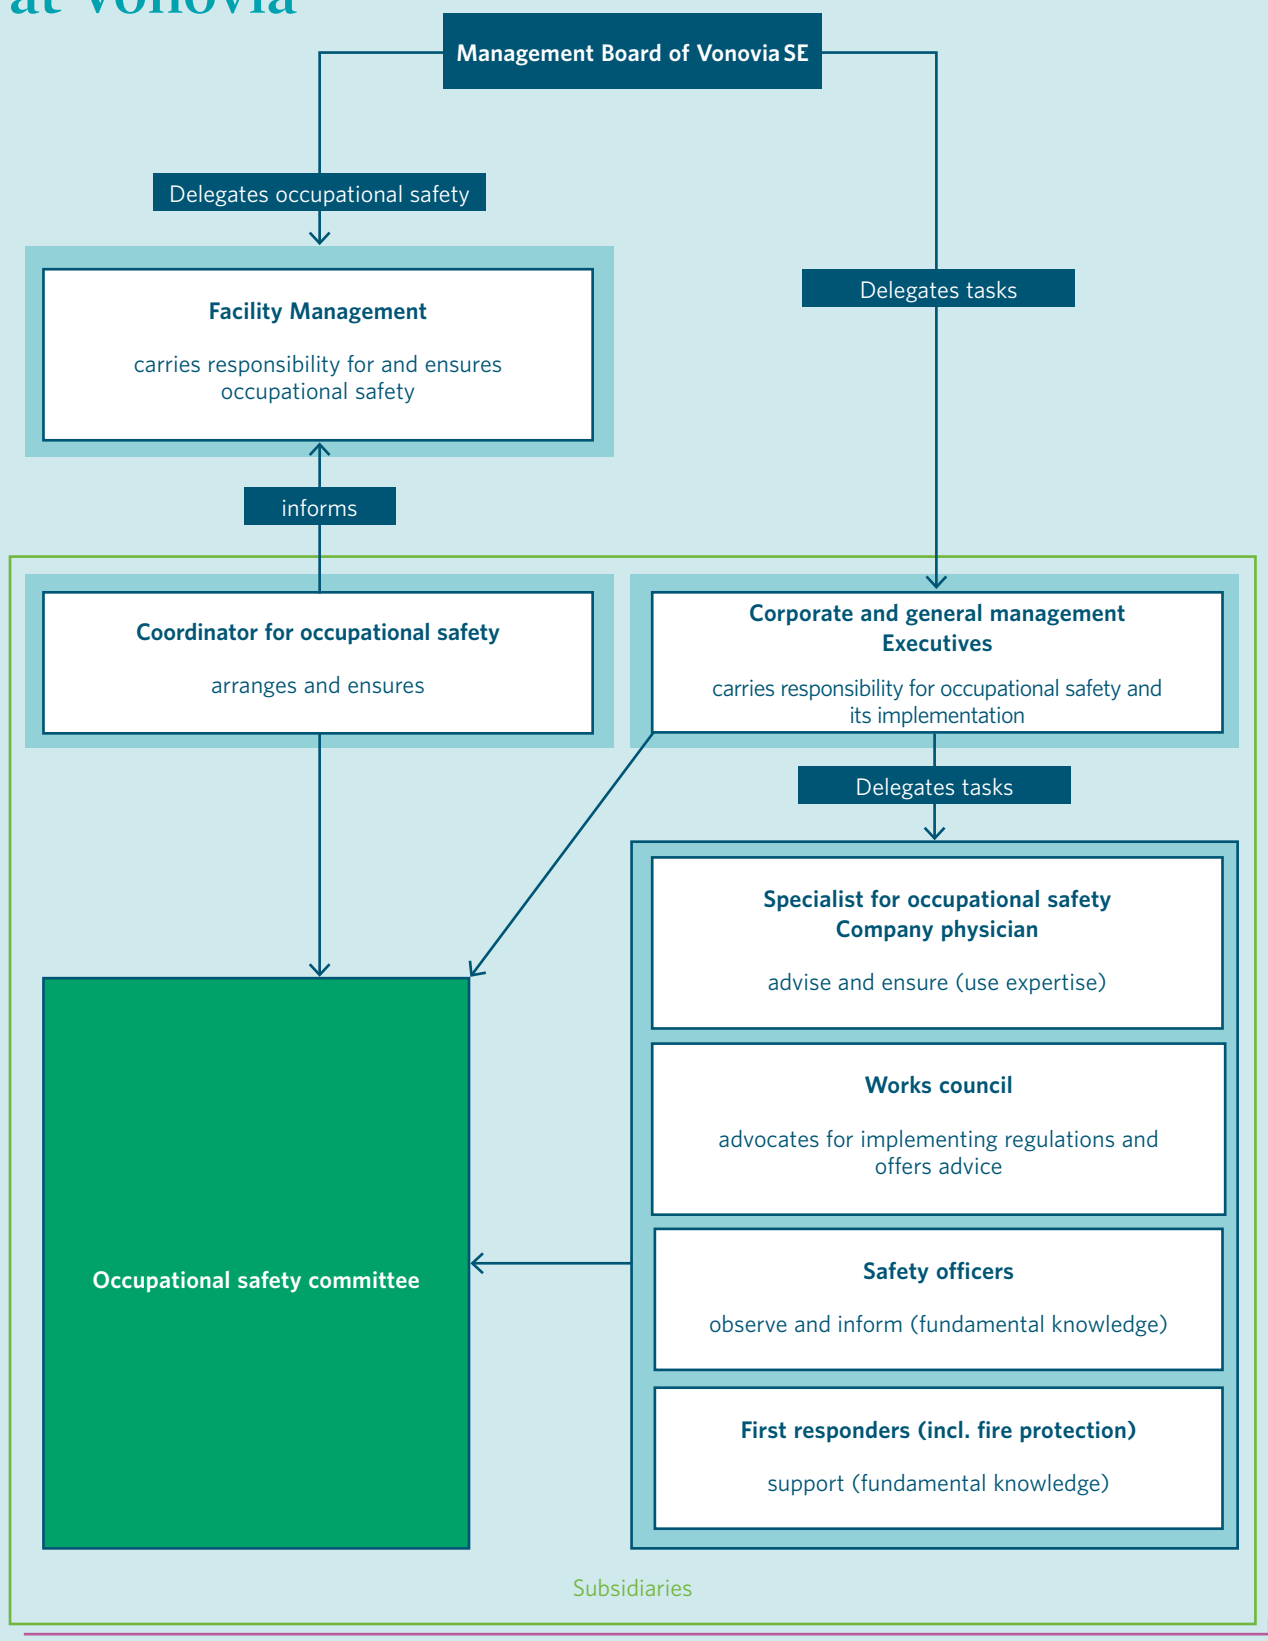 at Vonovia
Management Board of Vonovia SE
Delegates occupational safety
Delegates tasks
Facility Management
carries responsibility for and ensures
occupational safety
informs
Coordinator for occupational safety
arranges and ensures
Corporate and general management
Executives
carries responsibility for occupational safety and
its implementation
Delegates tasks
Specialist for occupational safety
Company physician
advise and ensure (use expertise)
Works council
advocates for implementing regulations and
offers advice
Occupational safety committee
Safety officers
observe and inform (fundamental knowledge)
First responders (incl. fire protection)
support (fundamental knowledge)
Subsidiaries